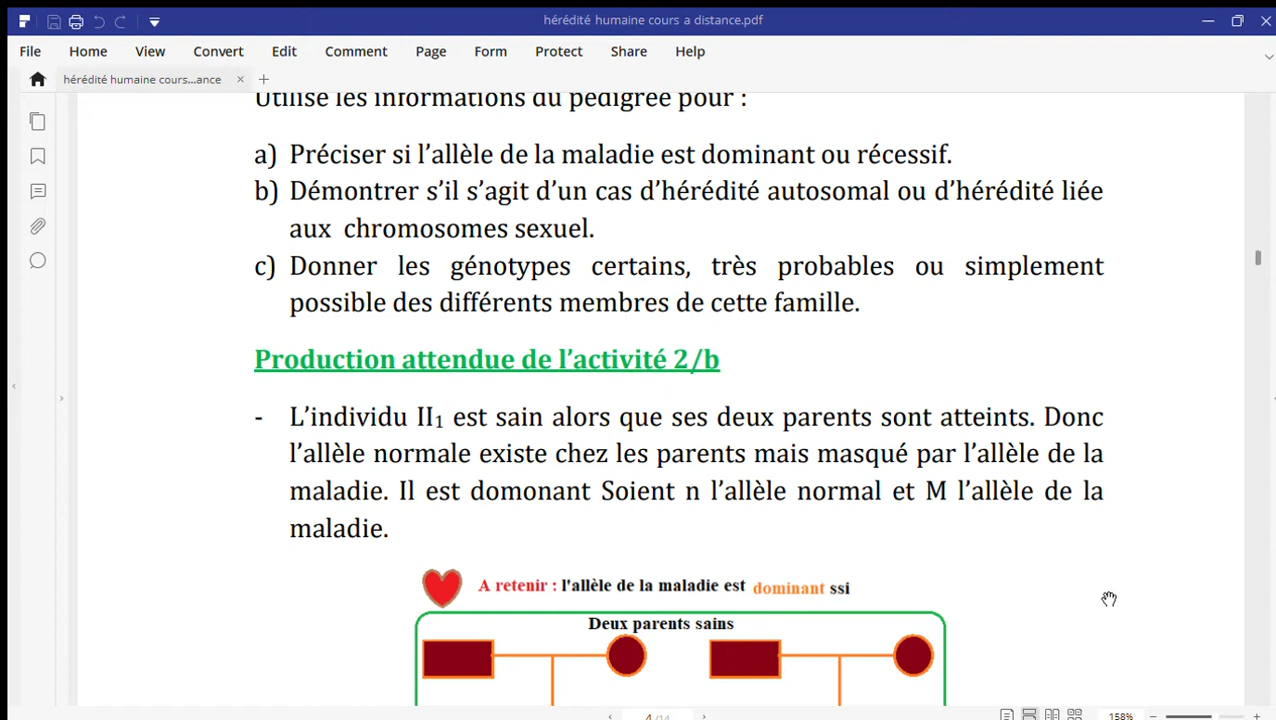 hérédité humaine cours a distance.pdf
File Home View Convert Edit Comment Page Form Protect Share Help
hérédité humaine cours...ance
Utilise les informations du pedigree pour :
a) Préciser si l’allèle de la maladie est dominant ou récessif.
b) Démontrer s’il s’agit d’un cas d’hérédité autosomal ou d’hérédité liée
aux chromosomes sexuel.
c) Donner les génotypes certains, très probables ou simplement
possible des différents membres de cette famille.
Production attendue de l’activité 2/b
- L’individu II1 est sain alors que ses deux parents sont atteints. Donc
l’allèle normale existe chez les parents mais masqué par l’allèle de la
maladie. Il est domonant Soient n l’allèle normal et M l’allèle de la
maladie.
A retenir : l'allèle de la maladie est dominant ssi
Deux parents sains
4/14
158%